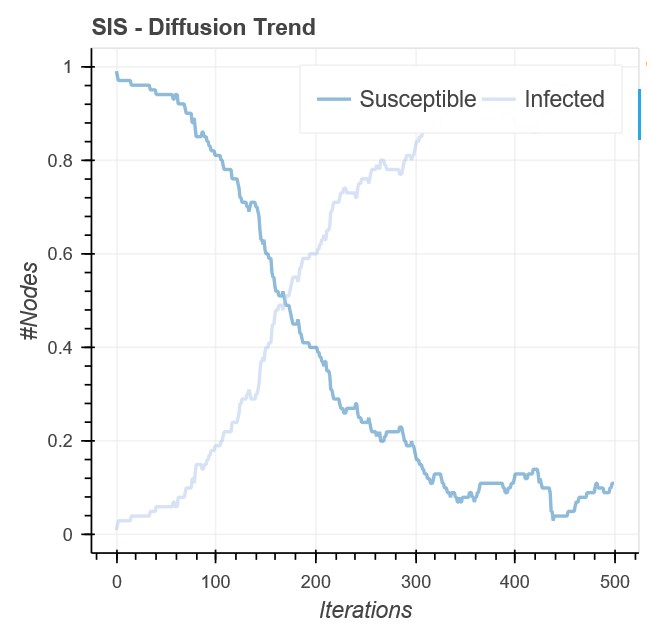 SIS - Diffusion Trend
Susceptible Infected
#Nodes
1
0.8
0.6
0.4
0.2
0
0 100 200 300 400 500
Iterations